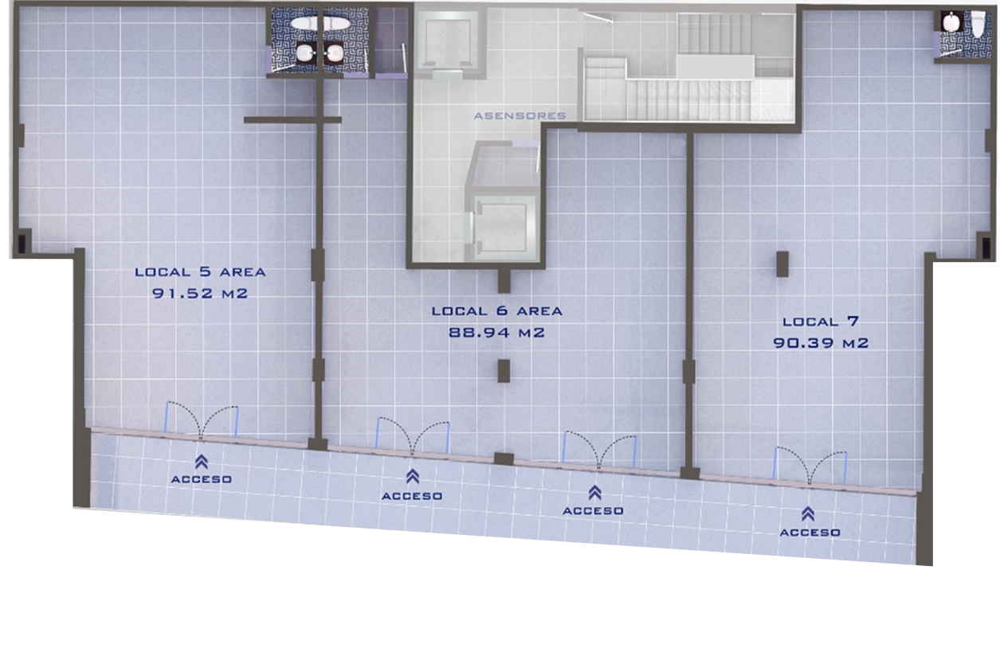 ASENSORES
LOCAL 5 AREA
91.52 M2
LOCAL 6 AREA
88.94 M2
LOCAL 7
90.39 M2
ACCESO
ACCESO
ACCESO
ACCESO